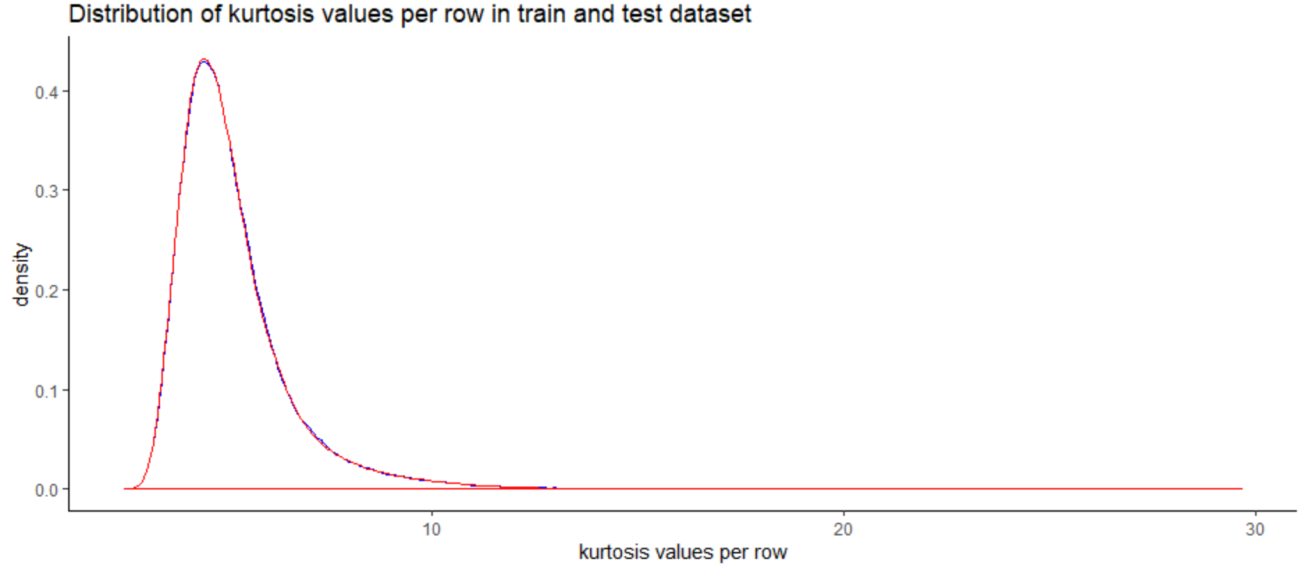 Distribution of kurtosis values per row in train and test dataset
density
0.4
0.3
0.2
0.1
0.0
10 20 30
kurtosis values per row